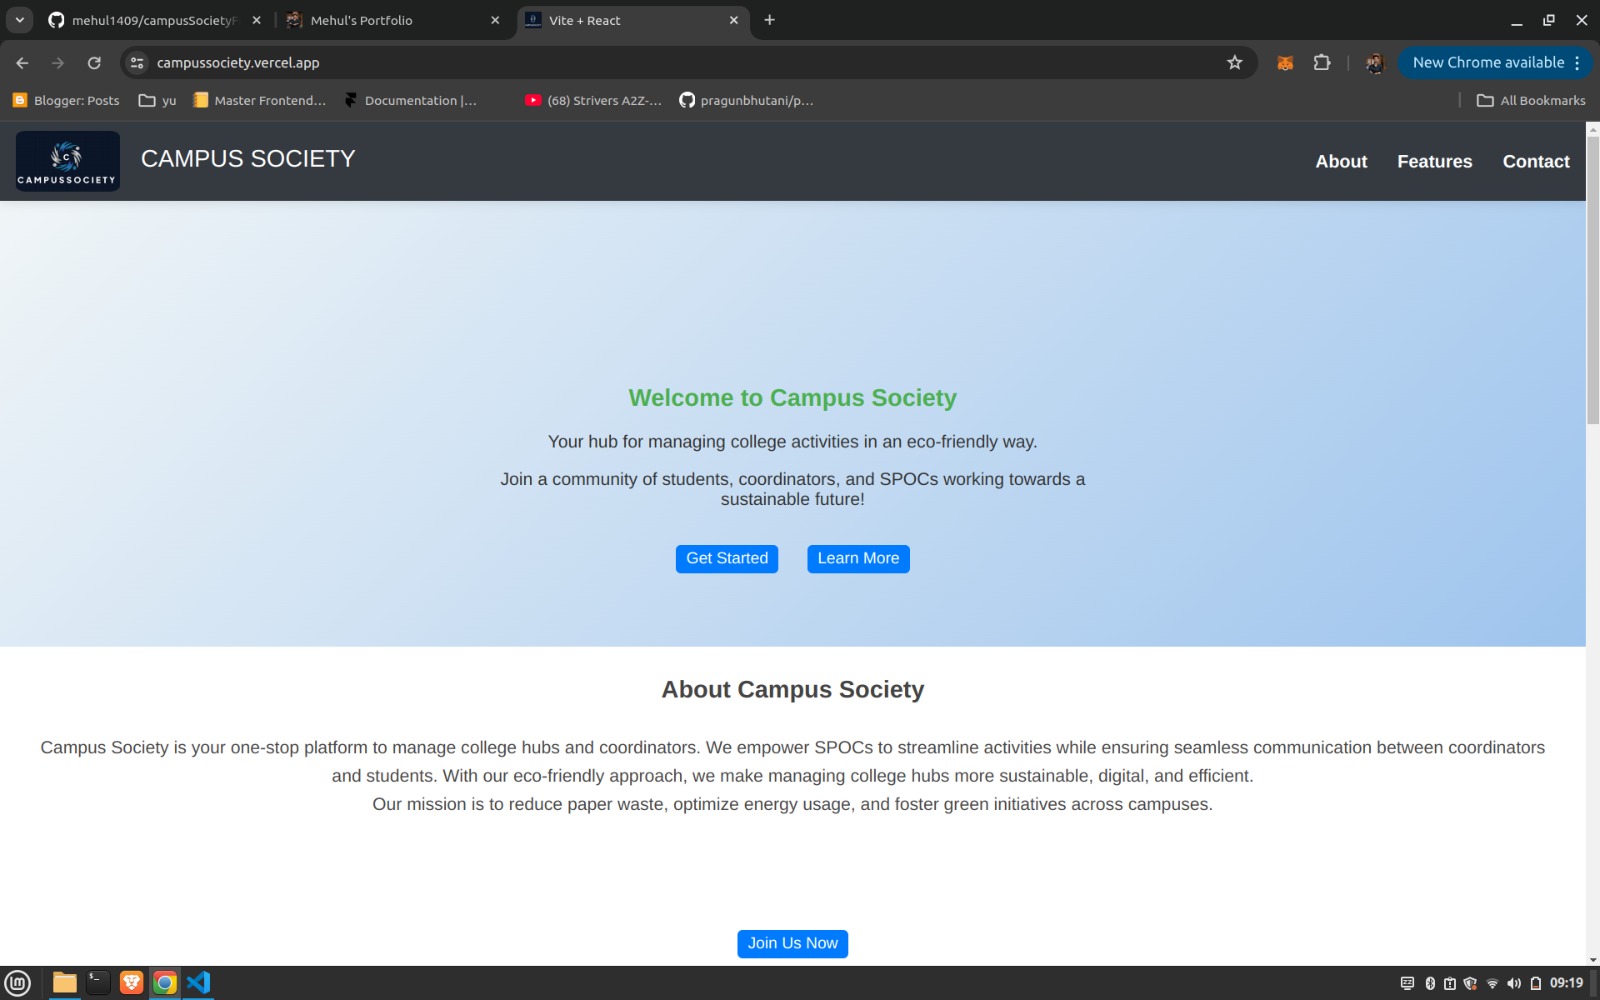 mehul1409/campusSocietyF
Mehul's Portfolio
Vite + React
campussociety.vercel.app
New Chrome available
Blogger: Posts
yu
Master Frontend...
Documentation |...
(68) Strivers A2Z-...
pragunbhutani/p...
All Bookmarks
C
CAMPUSSOCIETY
CAMPUS SOCIETY
About
Features
Contact
Welcome to Campus Society
Your hub for managing college activities in an eco-friendly way.
Join a community of students, coordinators, and SPOCs working towards a
sustainable future!
Get Started
Learn More
About Campus Society
Campus Society is your one-stop platform to manage college hubs and coordinators. We empower SPOCs to streamline activities while ensuring seamless communication between coordinators
and students. With our eco-friendly approach, we make managing college hubs more sustainable, digital, and efficient.
Our mission is to reduce paper waste, optimize energy usage, and foster green initiatives across campuses.
Join Us Now
09:19